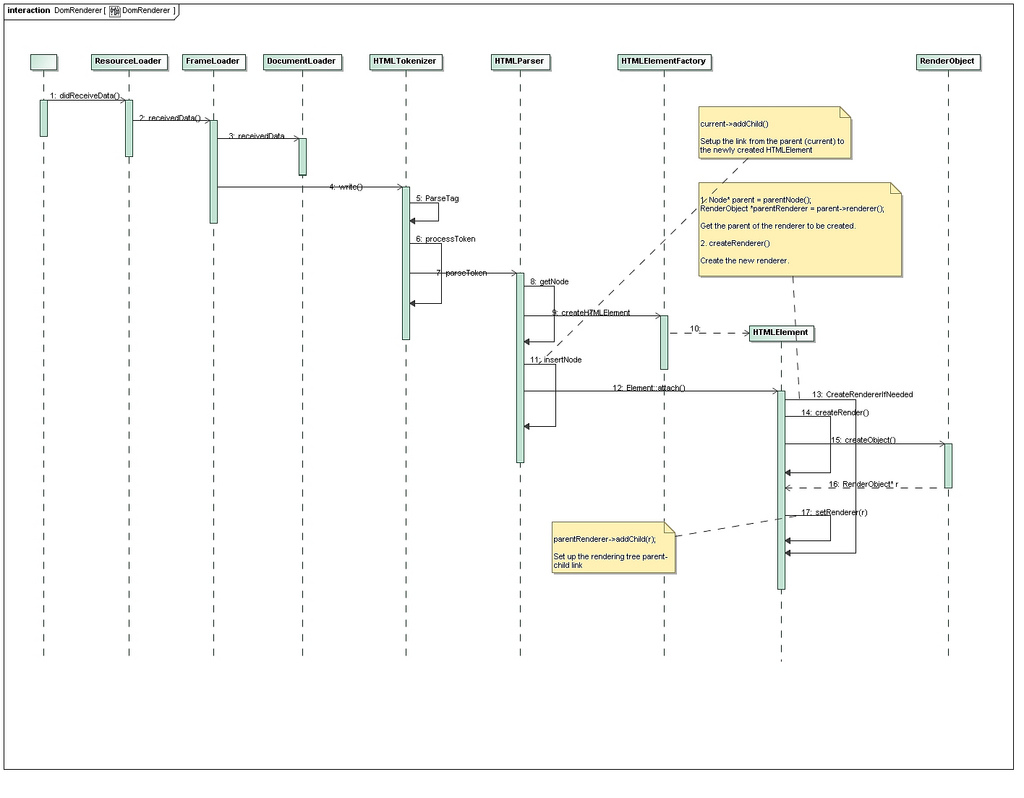 interaction DomRenderer [ DomRenderer ]
ResourceLoader
FrameLoader
DocumentLoader
HTMLTokenizer
HTMLParser
HTMLElementFactory
RenderObject
1: didReceiveData()
2: receivedData()
3: receivedData
4: write()
5: ParseTag
6: processToken
7: parseToken
8: getNode
9: createHTMLElement
10:
HTMLElement
11: insertNode
12: Element::attach()
13: CreateRendererIfNeeded
14: createRender()
15: createObject()
16: RenderObject* r
17: setRenderer(r)
current->addChild()
Setup the link from the parent (current) to
the newly created HTMLElement
1. Node* parent = parentNode();
RenderObject *parentRenderer = parent->renderer();
Get the parent of the renderer to be created.
2. createRenderer()
Create the new renderer.
parentRenderer->addChild(r);
Set up the rendering tree parent-
child link